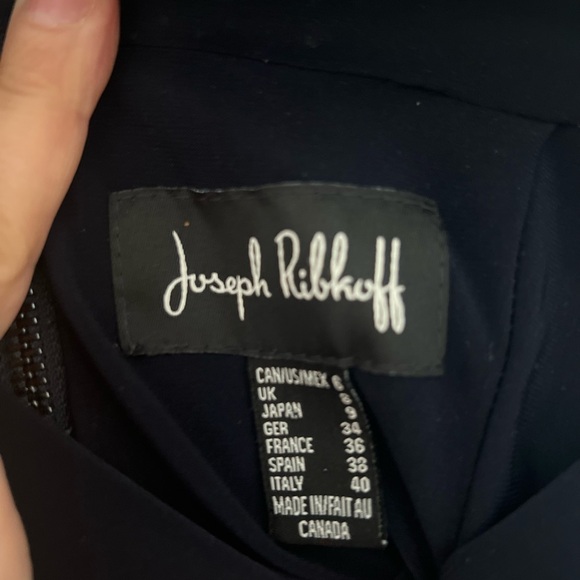 Joseph Ribkoff
CAN/US/MEX 6
UK
JAPAN 9
GER 34
FRANCE 36
SPAIN 38
ITALY 40
MADE IN/FAIT AU
CANADA